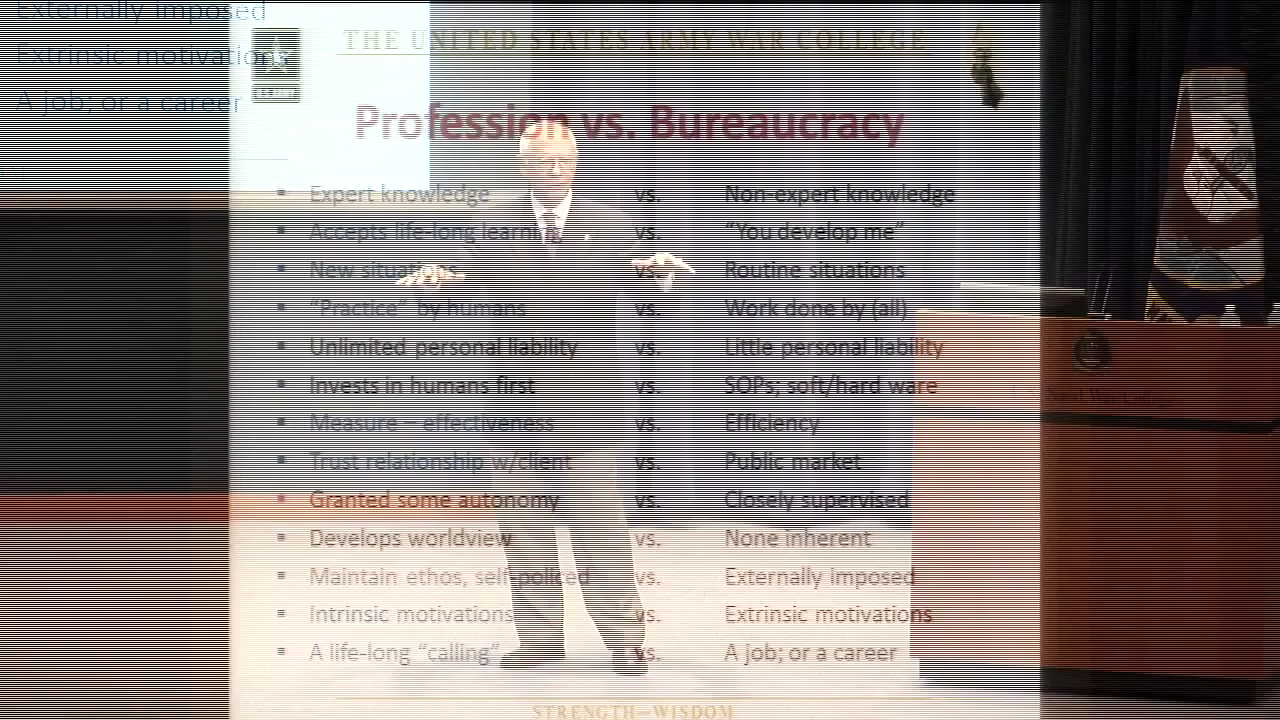 Externally imposed
Extrinsic motivations
A job; or a career
THE UNITED STATES ARMY WAR COLLEGE
Profession vs. Bureaucracy
▪ Expert knowledge vs. Non-expert knowledge
▪ Accepts life-long learning vs. “You develop me”
▪ New situations vs. Routine situations
▪ “Practice” by humans vs. Work done by (all)
▪ Unlimited personal liability vs. Little personal liability
▪ Invests in humans first vs. SOPs; soft/hard ware
▪ Measure – effectiveness vs. Efficiency
▪ Trust relationship w/client vs. Public market
▪ Granted some autonomy vs. Closely supervised
▪ Develops worldview vs. None inherent
▪ Maintain ethos, self-policed vs. Externally imposed
▪ Intrinsic motivations vs. Extrinsic motivations
▪ A life-long “calling” vs. A job; or a career
STRENGTH—WISDOM
Naval War College